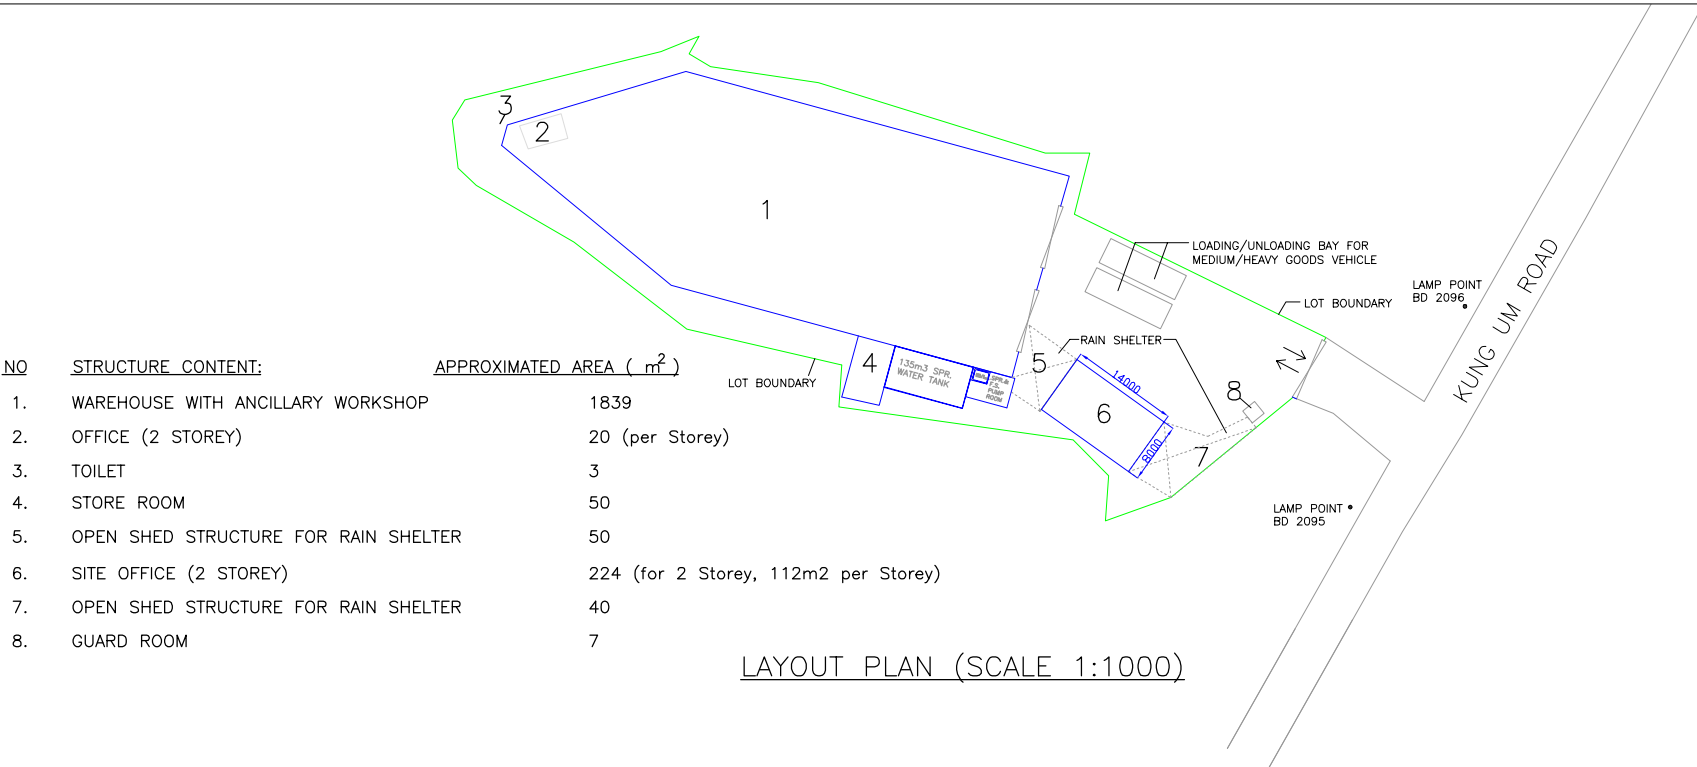 3
2
1
LOADING/UNLOADING BAY FOR
MEDIUM/HEAVY GOODS VEHICLE
LOT BOUNDARY
LAMP POINT
BD 2096
KUNG UM ROAD
RAIN SHELTER
4
135m3 SPR.
WATER TANK
SPR.&
F.S.
PUMP
ROOM
5
14000
6
8000
7
8
LOT BOUNDARY
LAMP POINT
BD 2095
NO STRUCTURE CONTENT: APPROXIMATED AREA ( m² )
1. WAREHOUSE WITH ANCILLARY WORKSHOP 1839
2. OFFICE (2 STOREY) 20 (per Storey)
3. TOILET 3
4. STORE ROOM 50
5. OPEN SHED STRUCTURE FOR RAIN SHELTER 50
6. SITE OFFICE (2 STOREY) 224 (for 2 Storey, 112m2 per Storey)
7. OPEN SHED STRUCTURE FOR RAIN SHELTER 40
8. GUARD ROOM 7
LAYOUT PLAN (SCALE 1:1000)